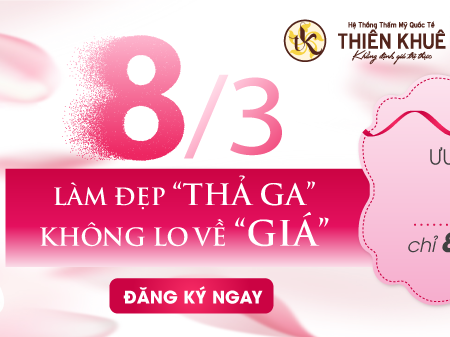 Hệ Thống Thẩm Mỹ Quốc Tế
THIÊN KHUÊ
Khẳng định giá trị thực
8/3
LÀM ĐẸP “THẢ GA”
KHÔNG LO VỀ “GIÁ”
ĐĂNG KÝ NGAY
chỉ 8